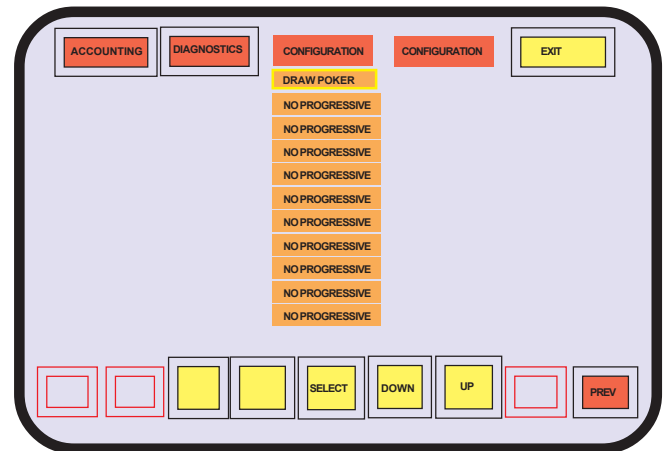 ACCOUNTING DIAGNOSTICS CONFIGURATION CONFIGURATION EXIT
DRAW POKER
NO PROGRESSIVE
NO PROGRESSIVE
NO PROGRESSIVE
NO PROGRESSIVE
NO PROGRESSIVE
NO PROGRESSIVE
NO PROGRESSIVE
NO PROGRESSIVE
NO PROGRESSIVE
NO PROGRESSIVE
SELECT DOWN UP PREV